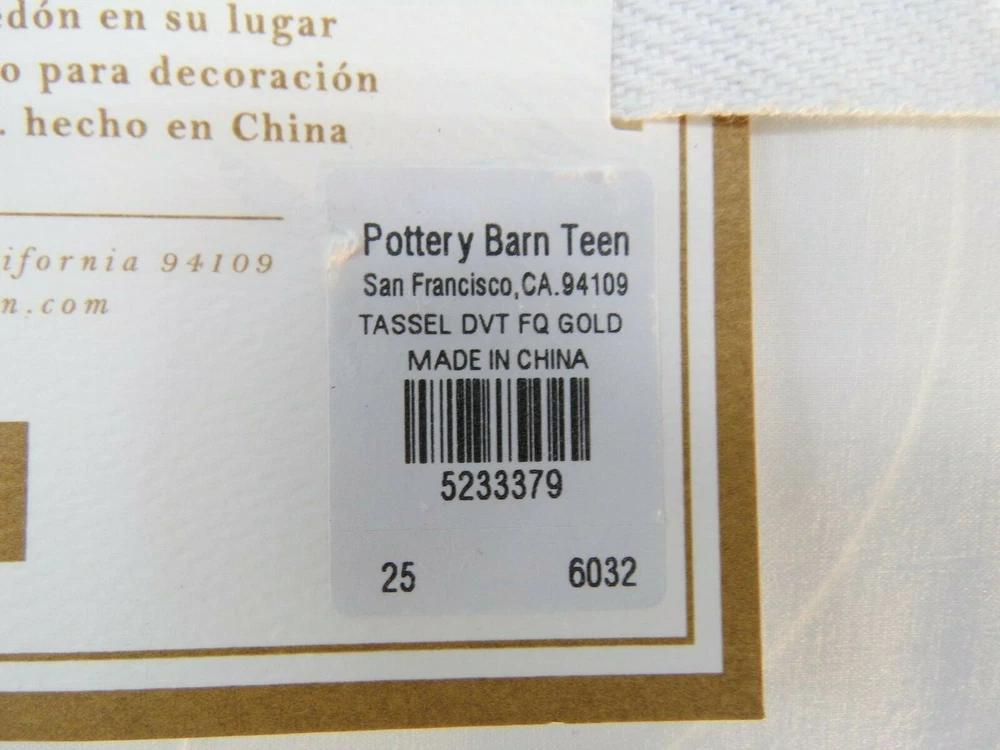 edón en su lugar
o para decoración
. hecho en China
ifornia 94109
n.com
Pottery Barn Teen
San Francisco,CA.94109
TASSEL DVT FQ GOLD
MADE IN CHINA
5233379
25 6032